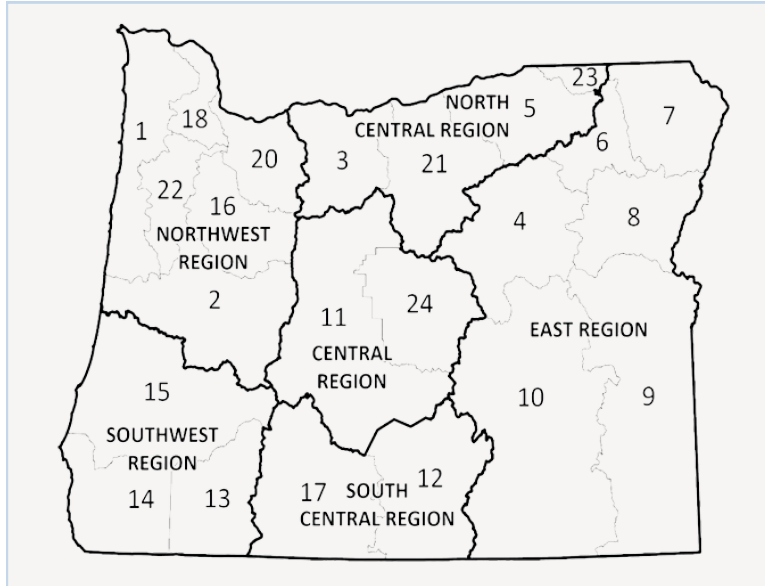 23
NORTH
5
7
1
18
CENTRAL REGION
6
20
3
21
22
16
4
8
NORTHWEST
REGION
2
11
24
EAST REGION
CENTRAL
REGION
15
10
9
SOUTHWEST
REGION
12
14
13
17
SOUTH
CENTRAL REGION